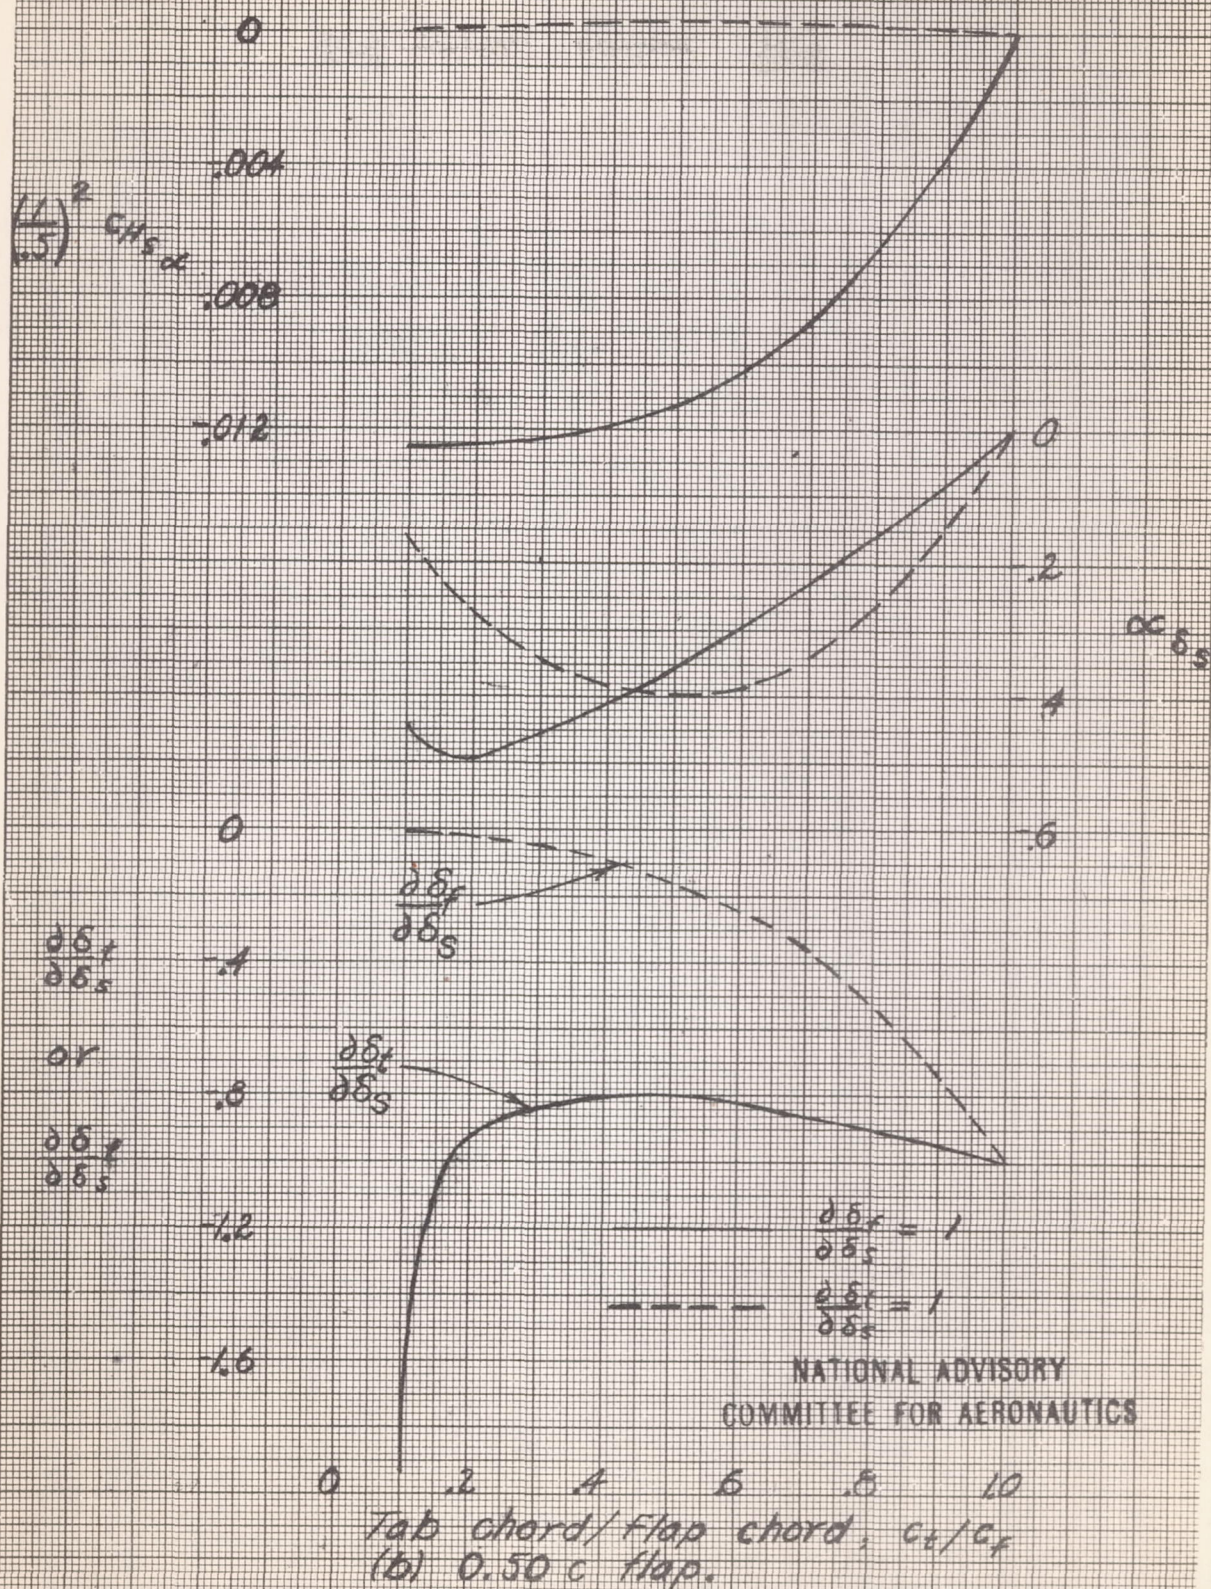 0
-.004
(1/.5)² CHsα
-.008
-.012
0
-.2
αδs
-.4
0
-.6
∂δf/∂δs
∂δt/∂δs
-.4
or
∂δt/∂δs
-.8
∂δf/∂δs
-1.2
∂δf/∂δs = 1
∂δt/∂δs = 1
-1.6
NATIONAL ADVISORY
COMMITTEE FOR AERONAUTICS
0 .2 .4 .6 .8 1.0
Tab chord/flap chord, ct/cf
(b) 0.50 c flap.